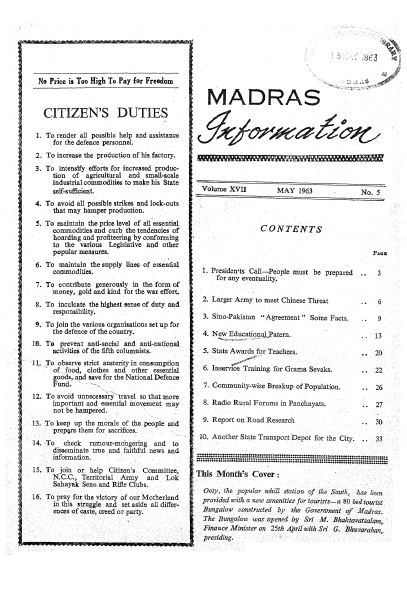 No Price is Too High To Pay for Freedom
CITIZEN'S DUTIES
1. To render all possible help and assistance
for the defence personnel.
2. To increase the production of his factory.
3. To intensify efforts for increased produc-
tion of agricultural and small-scale
industrial commodities to make his State
self-sufficient.
4. To avoid all possible strikes and lock-outs
that may hamper production.
5. To maintain the price level of all essential
commodities and curb the tendencies of
hoarding and profiteering by conforming
to the various Legislative and other
popular measures.
6. To maintain the supply lines of essential
commodities.
7. To contribute generously in the form of
money, gold and kind for the war effort.
8. To inculcate the highest sense of duty and
responsibility.
9. To join the various organisations set up for
the defence of the country.
10. To prevent anti-social and anti-national
activities of the fifth columnists.
11. To observe strict austerity in consumption
of food, clothes and other essential
goods, and save for the National Defence
Fund.
12. To avoid unnecessary travel so that more
important and essential movement may
not be hampered.
13. To keep up the morals of the people and
prepare them for sacrifices.
14. To check rumour-mongering and to
disseminate true and faithful news and
information.
15. To join or help Citizen's Committee,
N.C.C., Territorial Army and Lok
Sahayak Sena and Rifle Clubs.
16. To pray for the victory of our Motherland
in this struggle and set aside all differ-
ences of caste, creed or party.
1963
MADRAS
Information
Volume XVII MAY 1963 No. 5
CONTENTS
PAGE
1. President's Call—People must be prepared
for any eventuality. .. 3
2. Larger Army to meet Chinese Threat .. 6
3. Sino-Pakistan "Agreement" Some Facts. .. 9
4. New Educational Patern. .. 13
5. State Awards for Teachers. .. 20
6. Inservice Training for Grama Sevaks. .. 22
7. Community-wise Breakup of Population. .. 26
8. Radio Rural Forums in Panchayats. .. 27
9. Report on Road Research .. 30
10. Another State Transport Depot for the City. .. 33
This Month's Cover :
Ooty, the popular whill station of the South, has been
provided with a new amenities for tourists—a 80 bed tourist
Bungalow constructed by the Government of Madras.
The Bungalow was opened by Sri M. Bhaktavatsalam,
Finance Minister on 25th April with Sri G. Bhuvarahan,
presiding.